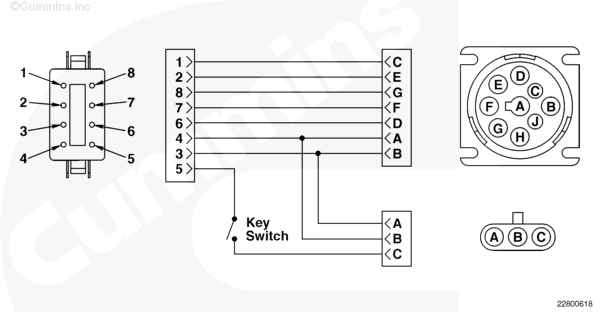 ©Cummins Inc
Cummins
1
2
3
4
8
7
6
5
1 C
2 E
8 G
7 F
6 D
4 A
3 B
5
Key
Switch
A
B
C
D
E
C
F
A
B
G
J
H
A B C
22800618